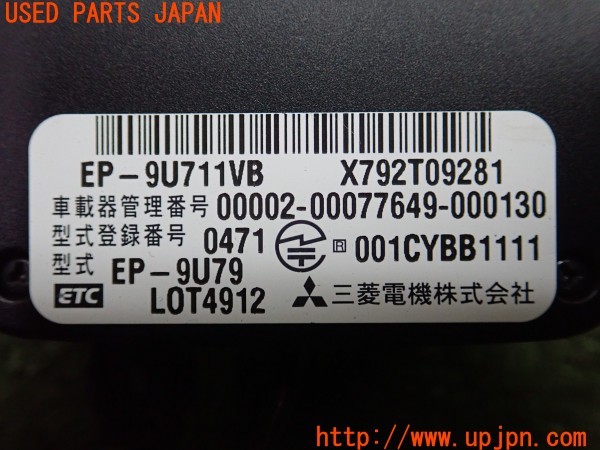 USED PARTS JAPAN
EP-9U711VB X792T09281
車載器管理番号 00002-00077649-000130
型式登録番号 0471 R 001CYBB1111
型式 EP-9U79
ETC LOT4912 三菱電機株式会社
http://www.upjpn.com/